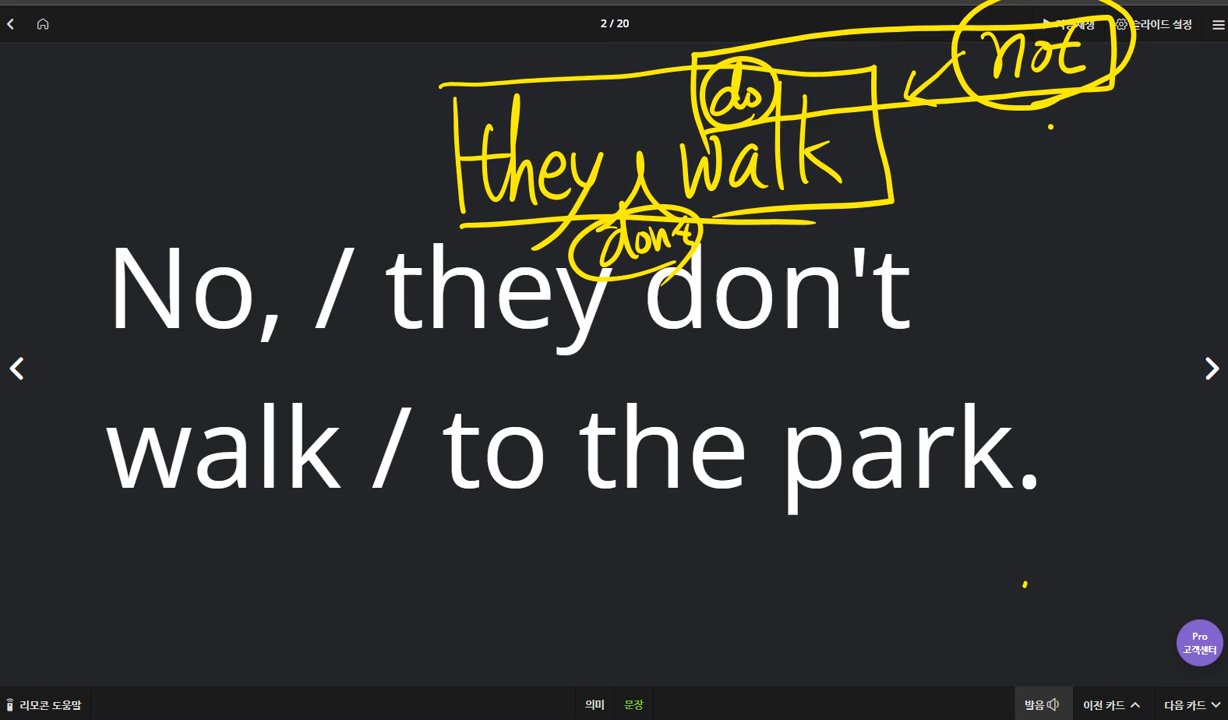 2 / 20
슬라이드 설정
not
do
they walk
don't
No, / they don't
walk / to the park.
Pro
고객센터
리모콘 도움말
의미
문장
발음
이전 카드
다음 카드